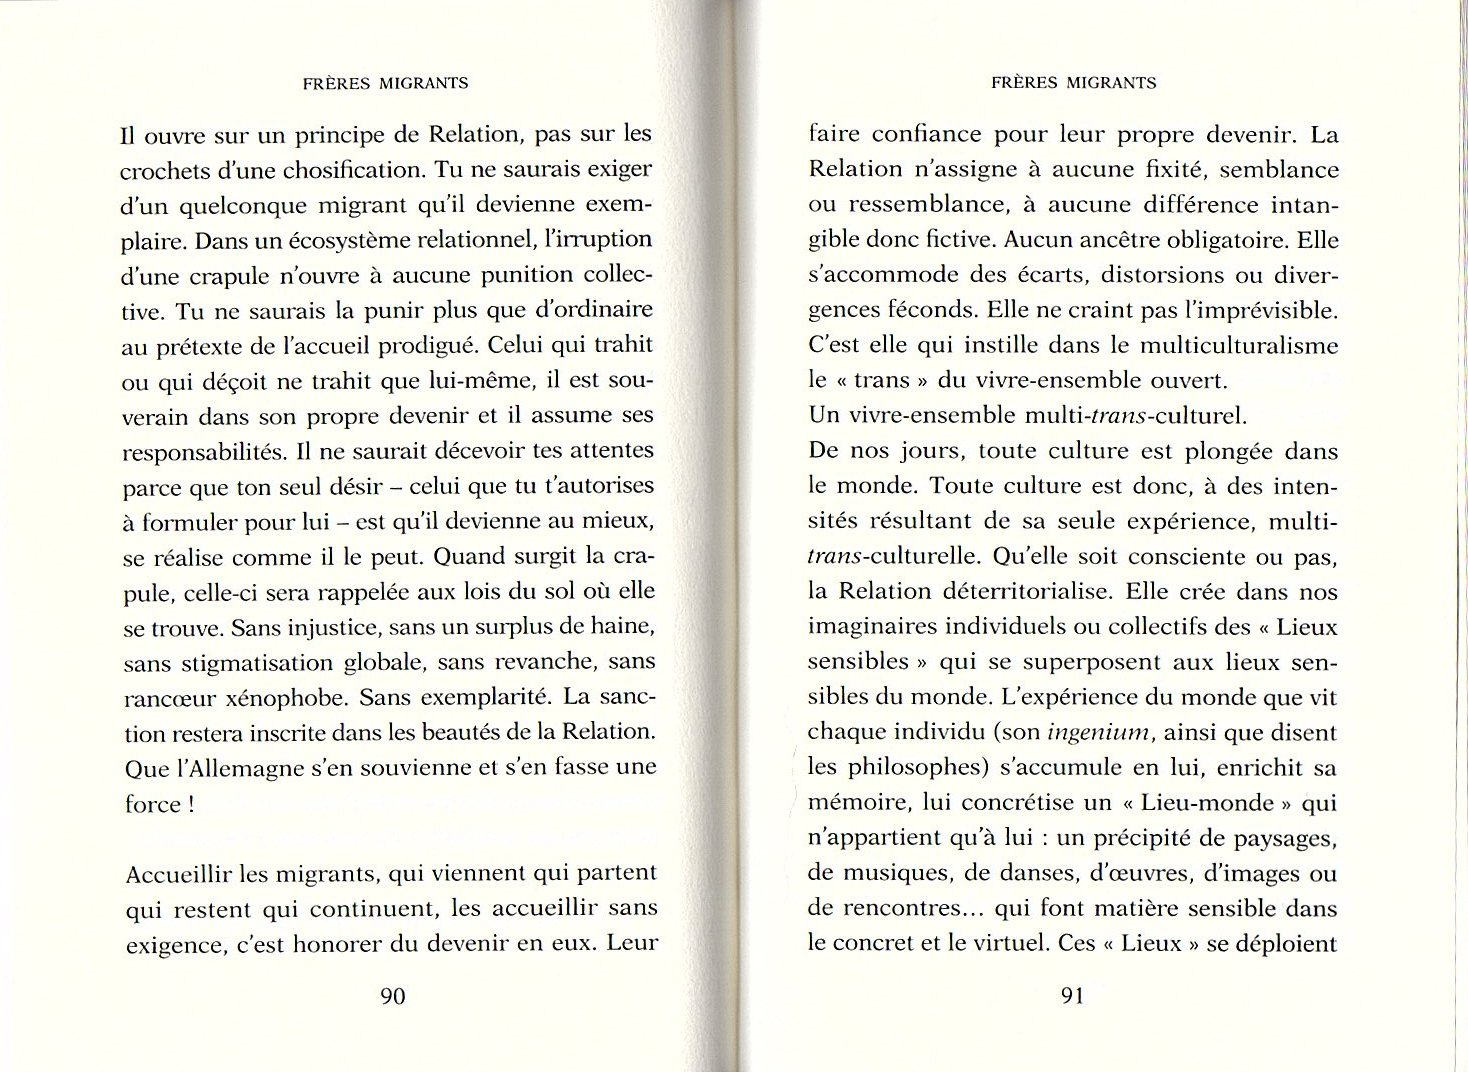 FRÈRES MIGRANTS
Il ouvre sur un principe de Relation, pas sur les
crochets d'une chosification. Tu ne saurais exiger
d'un quelconque migrant qu'il devienne exem-
plaire. Dans un écosystème relationnel, l'irruption
d'une crapule n'ouvre à aucune punition collec-
tive. Tu ne saurais la punir plus que d'ordinaire
au prétexte de l'accueil prodigué. Celui qui trahit
ou qui déçoit ne trahit que lui-même, il est sou-
verain dans son propre devenir et il assume ses
responsabilités. Il ne saurait décevoir tes attentes
parce que ton seul désir – celui que tu t'autorises
à formuler pour lui – est qu'il devienne au mieux,
se réalise comme il le peut. Quand surgit la cra-
pule, celle-ci sera rappelée aux lois du sol où elle
se trouve. Sans injustice, sans un surplus de haine,
sans stigmatisation globale, sans revanche, sans
rancœur xénophobe. Sans exemplarité. La sanc-
tion restera inscrite dans les beautés de la Relation.
Que l'Allemagne s'en souvienne et s'en fasse une
force !
Accueillir les migrants, qui viennent qui partent
qui restent qui continuent, les accueillir sans
exigence, c'est honorer du devenir en eux. Leur
90
FRÈRES MIGRANTS
faire confiance pour leur propre devenir. La
Relation n'assigne à aucune fixité, semblance
ou ressemblance, à aucune différence intan-
gible donc fictive. Aucun ancêtre obligatoire. Elle
s'accommode des écarts, distorsions ou diver-
gences féconds. Elle ne craint pas l'imprévisible.
C'est elle qui instille dans le multiculturalisme
le « trans » du vivre-ensemble ouvert.
Un vivre-ensemble multi-trans-culturel.
De nos jours, toute culture est plongée dans
le monde. Toute culture est donc, à des inten-
sités résultant de sa seule expérience, multi-
trans-culturelle. Qu'elle soit consciente ou pas,
la Relation déterritorialise. Elle crée dans nos
imaginaires individuels ou collectifs des « Lieux
sensibles » qui se superposent aux lieux sen-
sibles du monde. L'expérience du monde que vit
chaque individu (son ingenium, ainsi que disent
les philosophes) s'accumule en lui, enrichit sa
mémoire, lui concrétise un « Lieu-monde » qui
n'appartient qu'à lui : un précipité de paysages,
de musiques, de danses, d'œuvres, d'images ou
de rencontres... qui font matière sensible dans
le concret et le virtuel. Ces « Lieux » se déploient
91